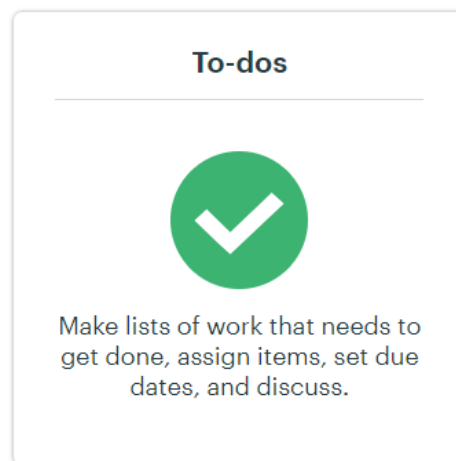 To-dos
Make lists of work that needs to
get done, assign items, set due
dates, and discuss.